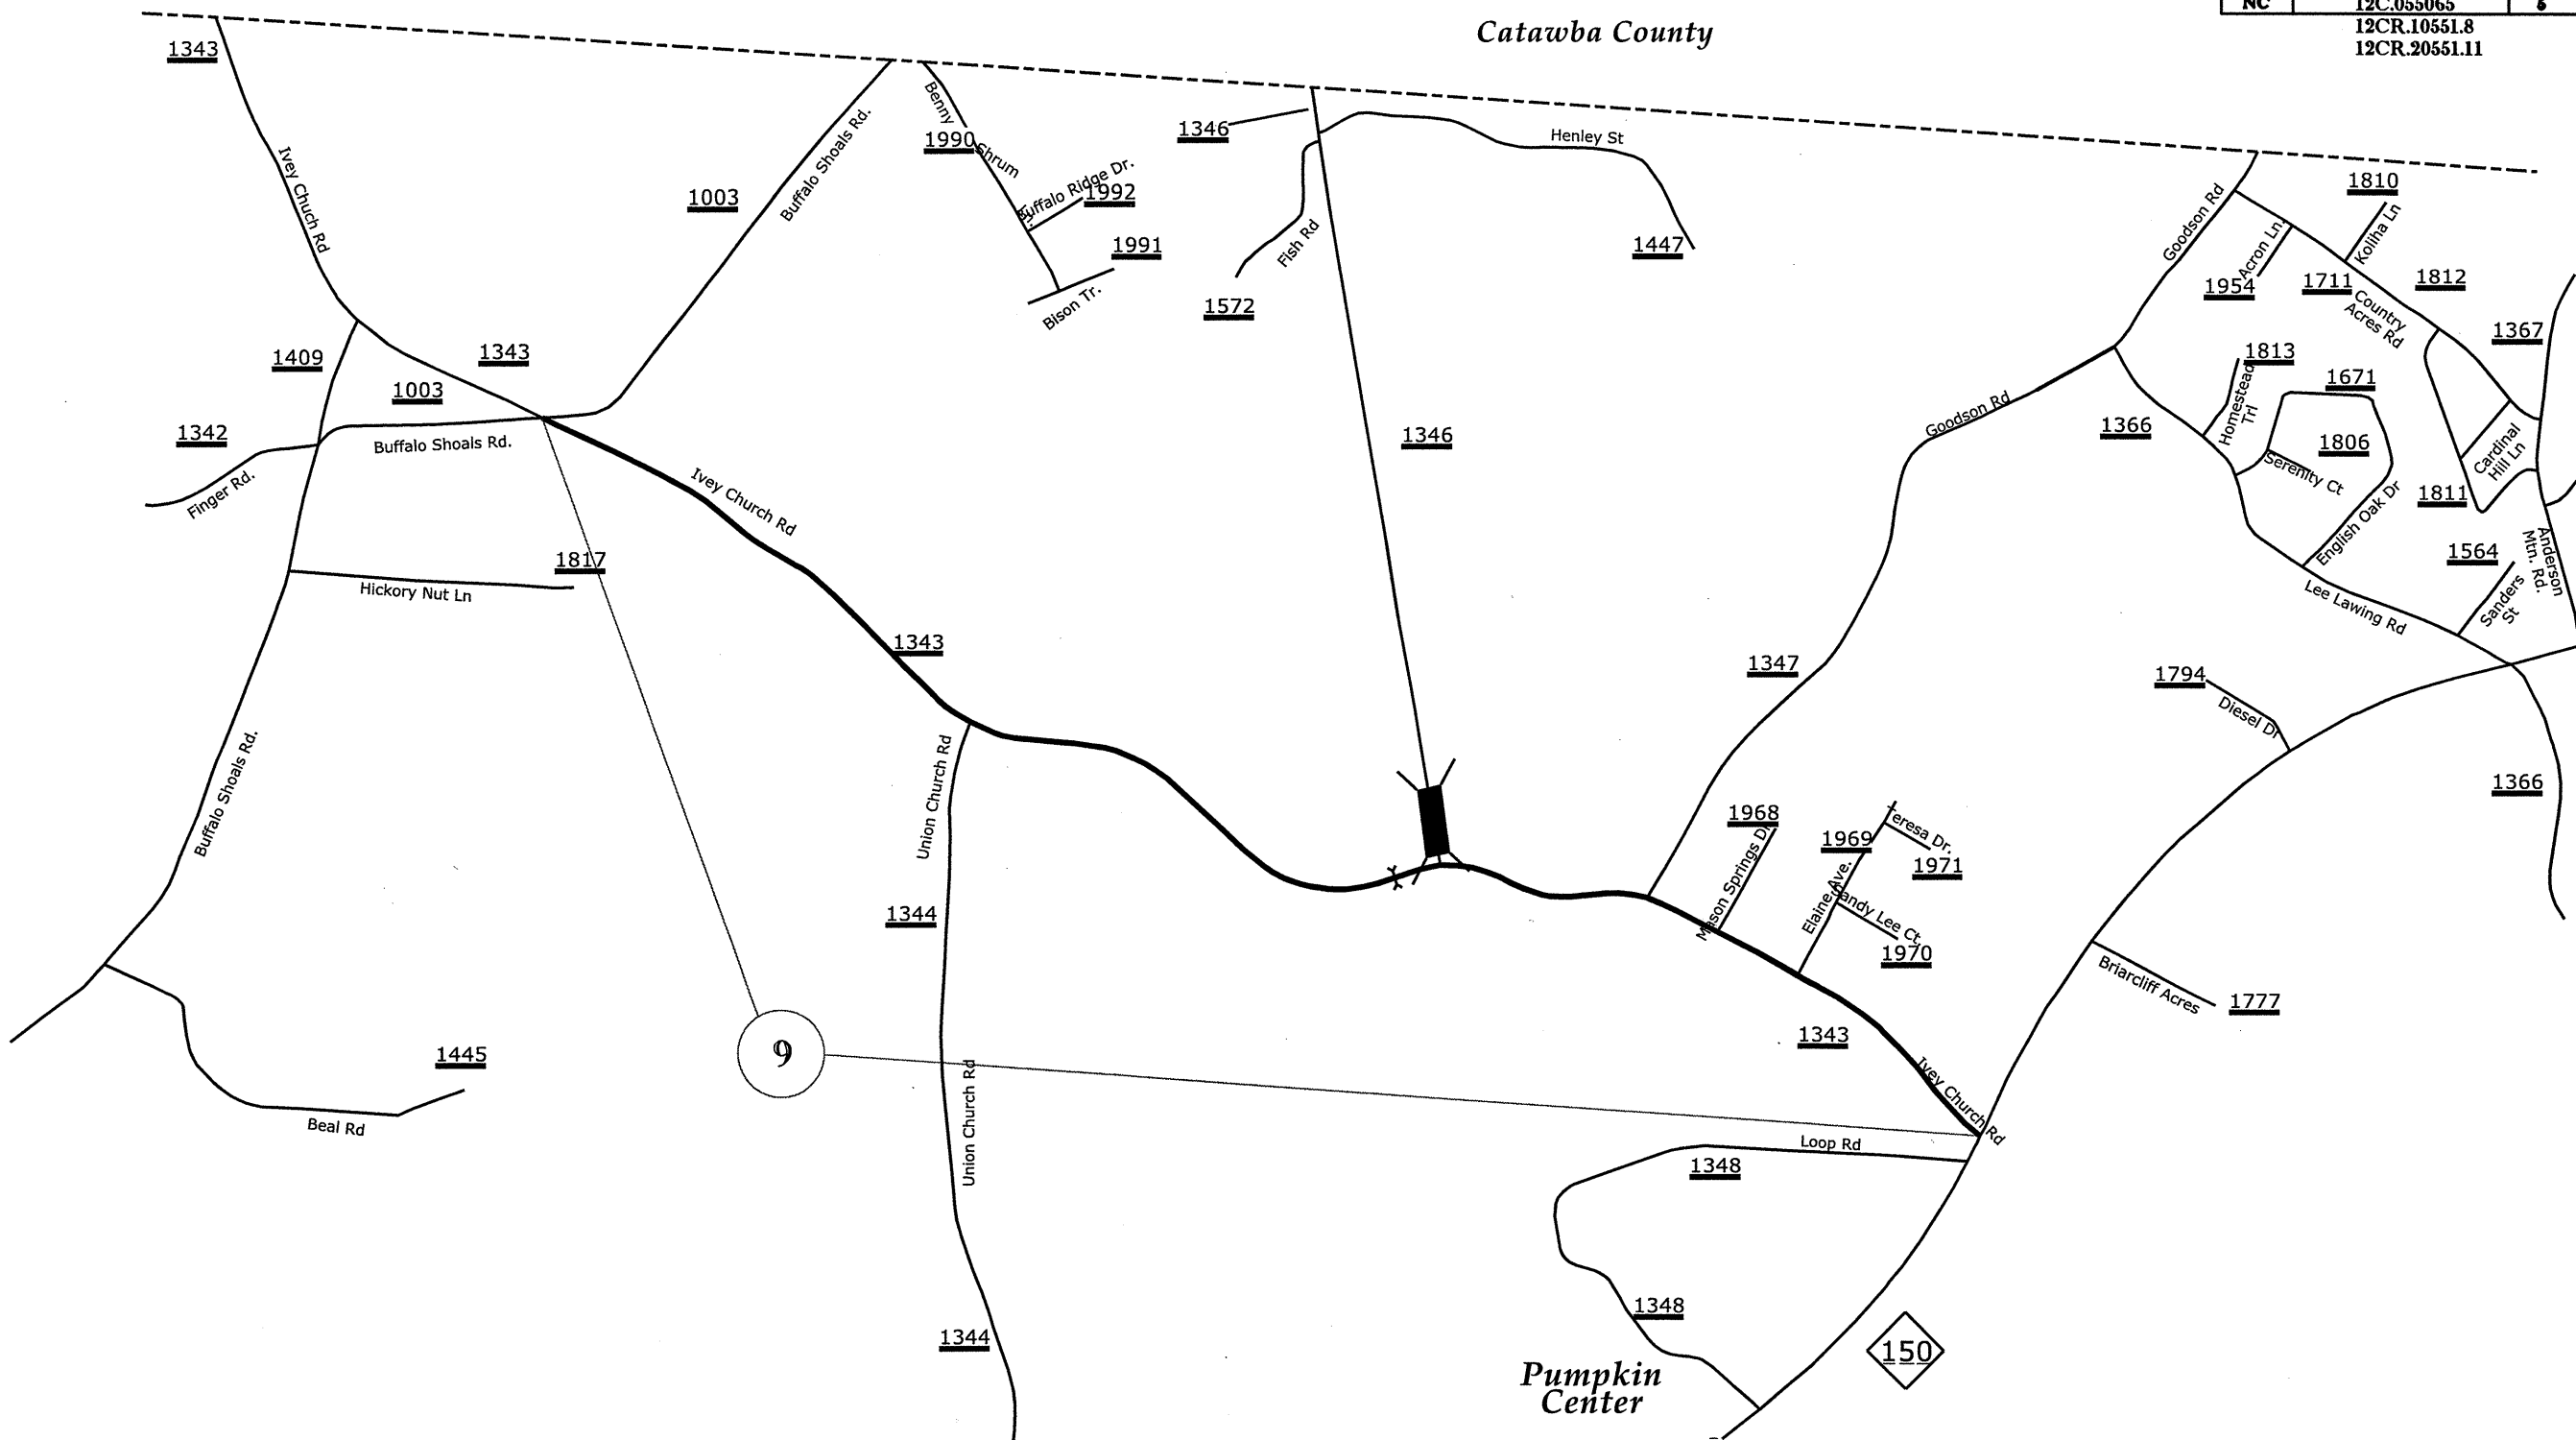 NC 12C.055065 5
12CR.10551.8
12CR.20551.11
Catawba County
1343
Ivey Chuch Rd
1003
Buffalo Shoals Rd.
Benny
Shrum
1990
Buffalo Ridge Dr.
1992
1991
Bison Tr.
1346
Henley St
Fish Rd
1447
1572
Goodson Rd
1810
Koliha Ln
Acron Ln.
1954
1711
Country
Acres Rd
1812
1367
1409
1343
1003
1342
Buffalo Shoals Rd.
Finger Rd.
1346
Goodson Rd
1366
1813
Homestead
Trl
1671
1806
Serenity Ct
English Oak Dr
Cardinal
Hill Ln
1811
Ivey Church Rd
1817
Hickory Nut Ln
1564
Sanders
St
Anderson
Mtn. Rd.
Lee Lawing Rd
1343
1347
1794
Diesel Dr
1366
Buffalo Shoals Rd.
Union Church Rd
1344
1968
Mason Springs Dr
1969
Elaine Ave.
Teresa Dr.
1971
Sandy Lee Ct.
1970
Briarcliff Acres
1777
1445
Beal Rd
9
Union Church Rd
1343
Ivey Church Rd
Loop Rd
1348
1348
1344
150
Pumpkin
Center